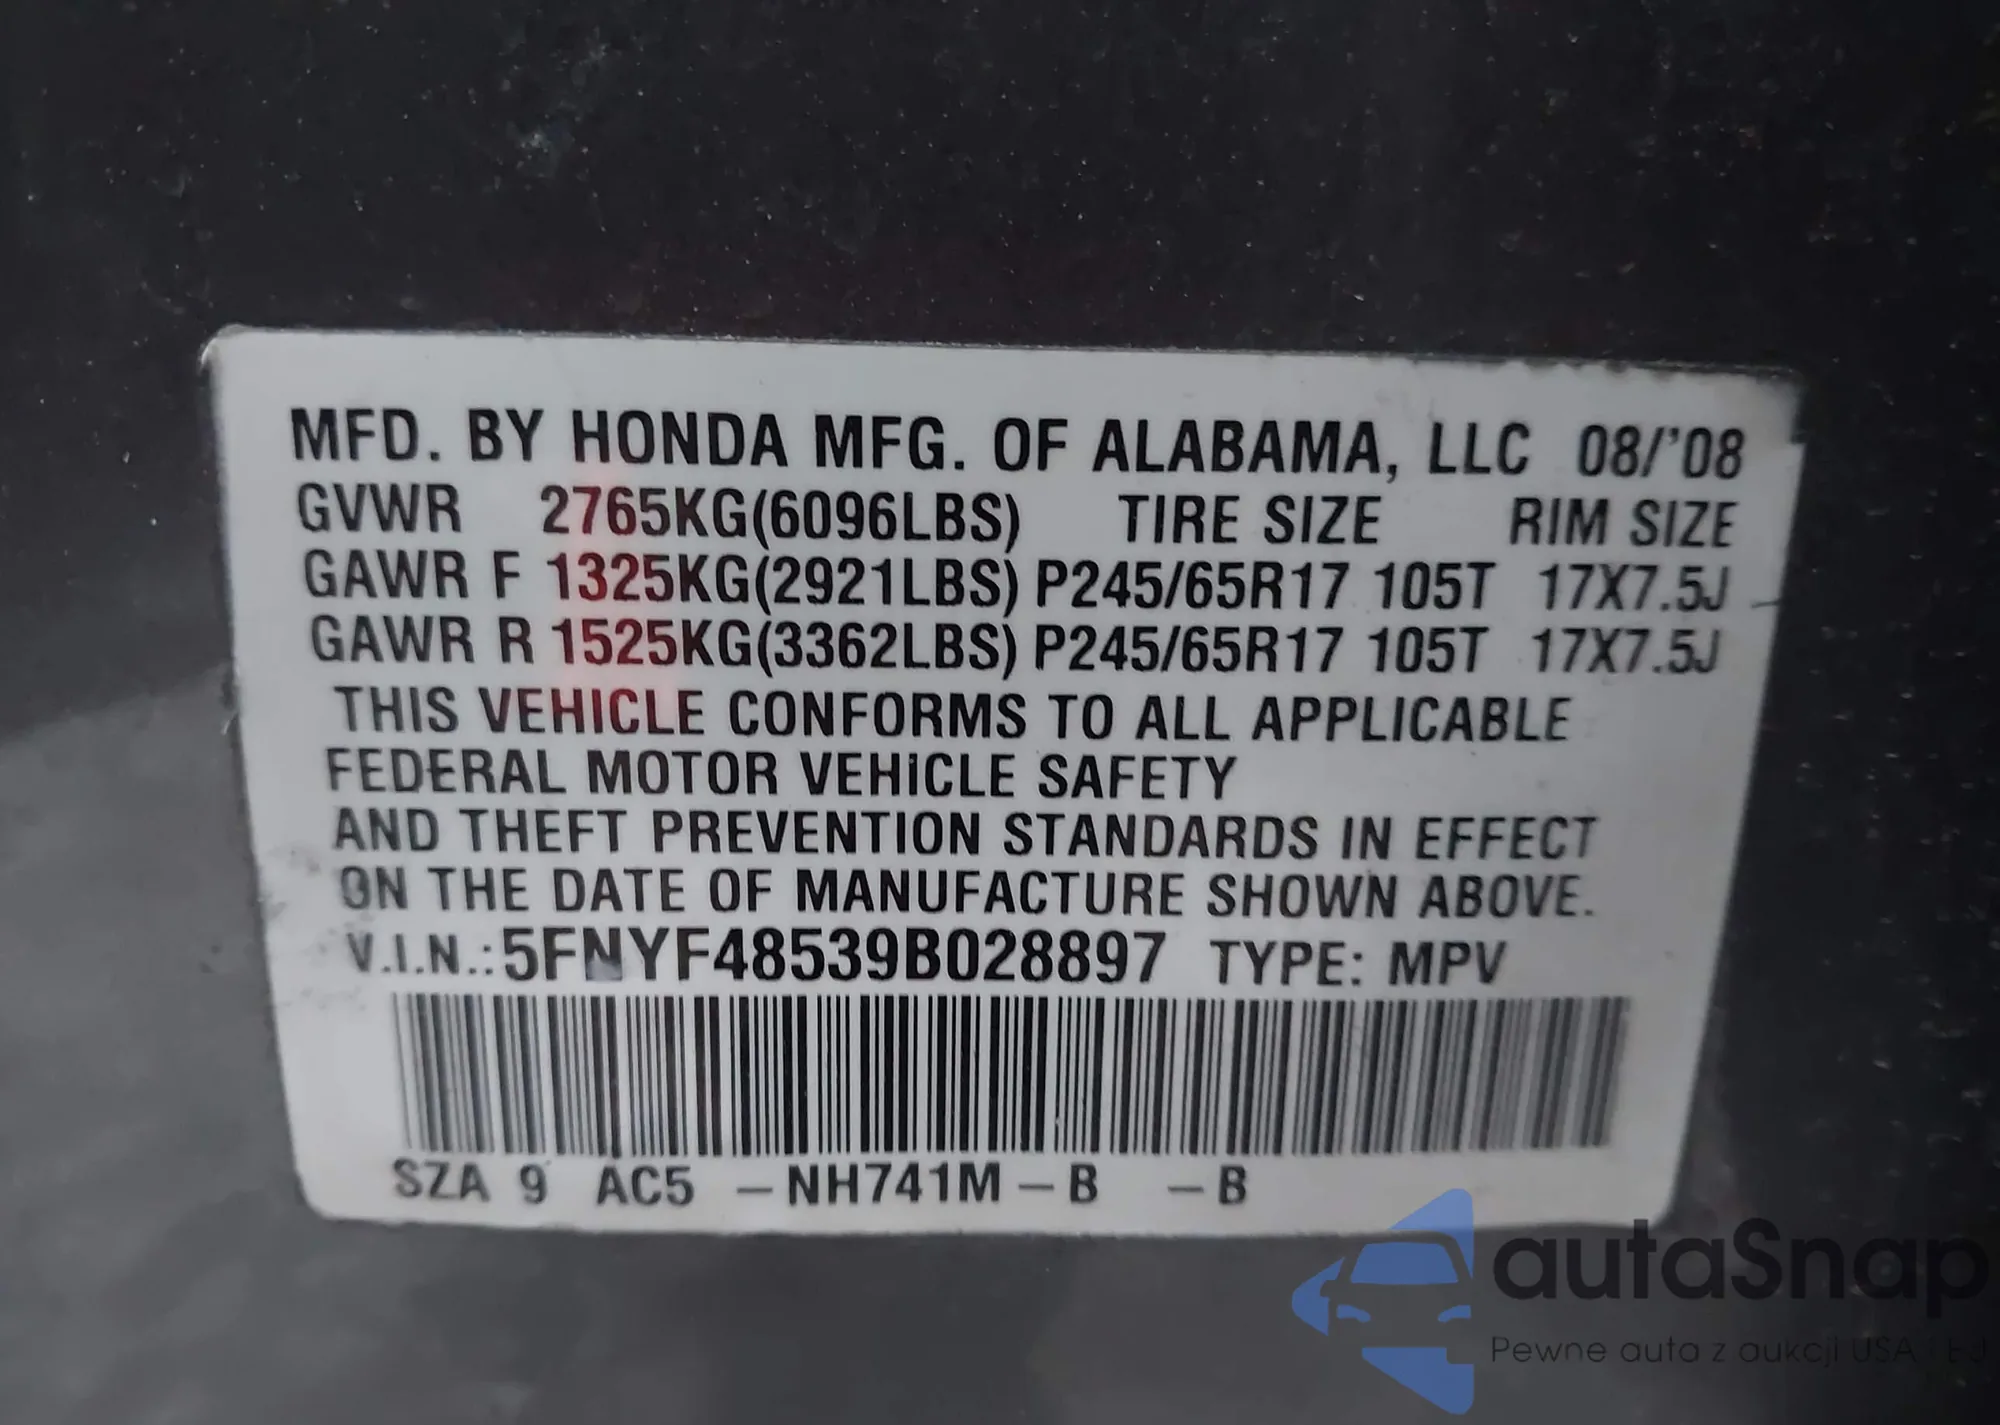 MFD. BY HONDA MFG. OF ALABAMA, LLC 08/'08
GVWR 2765KG(6096LBS) TIRE SIZE RIM SIZE
GAWR F 1325KG(2921LBS) P245/65R17 105T 17X7.5J
GAWR R 1525KG(3362LBS) P245/65R17 105T 17X7.5J
THIS VEHICLE CONFORMS TO ALL APPLICABLE
FEDERAL MOTOR VEHICLE SAFETY
AND THEFT PREVENTION STANDARDS IN EFFECT
ON THE DATE OF MANUFACTURE SHOWN ABOVE.
V.I.N.: 5FNYF48539B028897 TYPE: MPV
SZA 9 AC5 –NH741M–B –B
autaSnap
Pewne auta z aukcji USA i EU